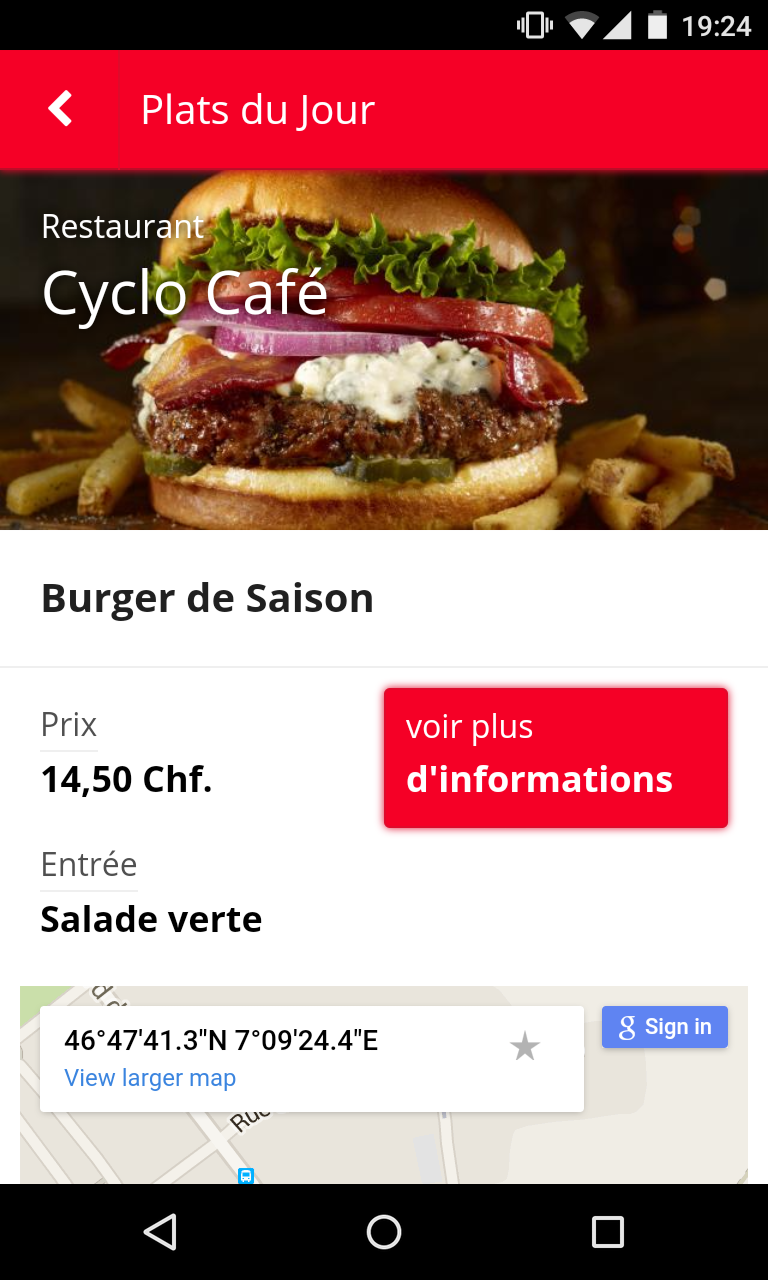 19:24
Plats du Jour
Restaurant
Cyclo Café
Burger de Saison
Prix
14,50 Chf.
voir plus
d'informations
Entrée
Salade verte
46°47'41.3"N 7°09'24.4"E
View larger map
g Sign in